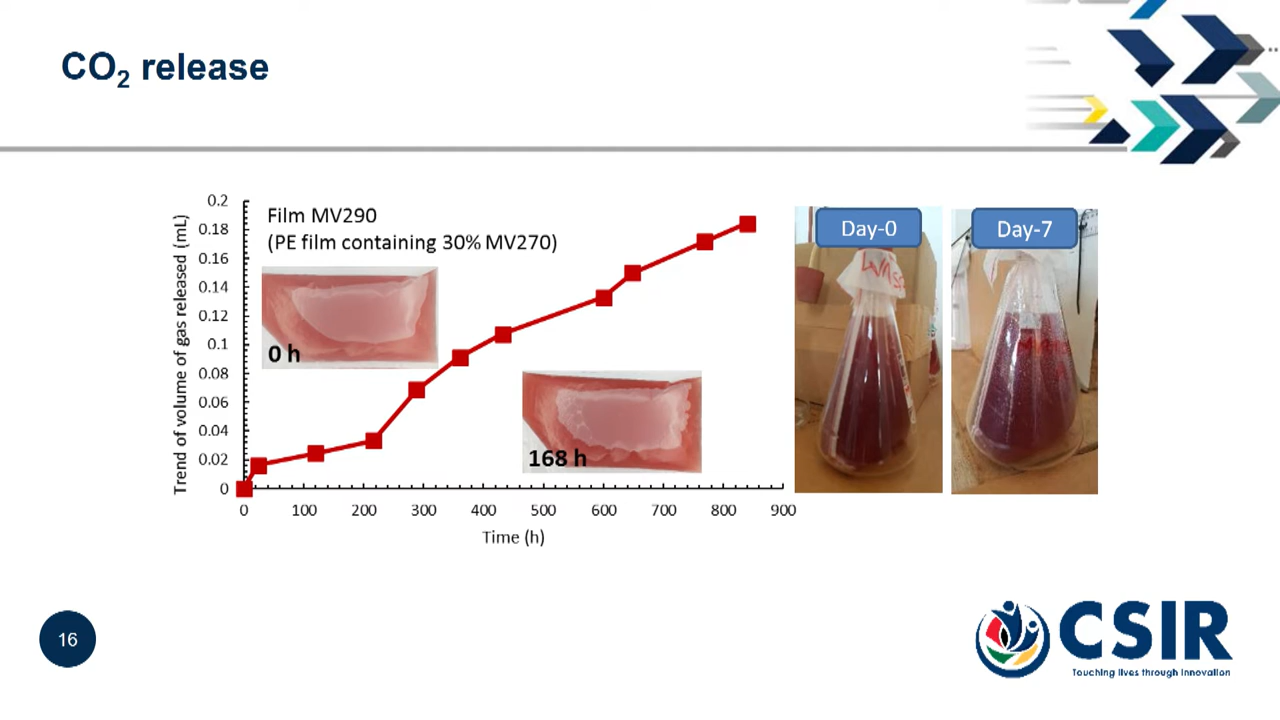 CO₂ release
Trend of volume of gas released (mL)
0.2
0.18
0.16
0.14
0.12
0.1
0.08
0.06
0.04
0.02
0
Film MV290
(PE film containing 30% MV270)
0 h
168 h
0 100 200 300 400 500 600 700 800 900
Time (h)
Day-0
Day-7
16
CSIR
Touching lives through innovation